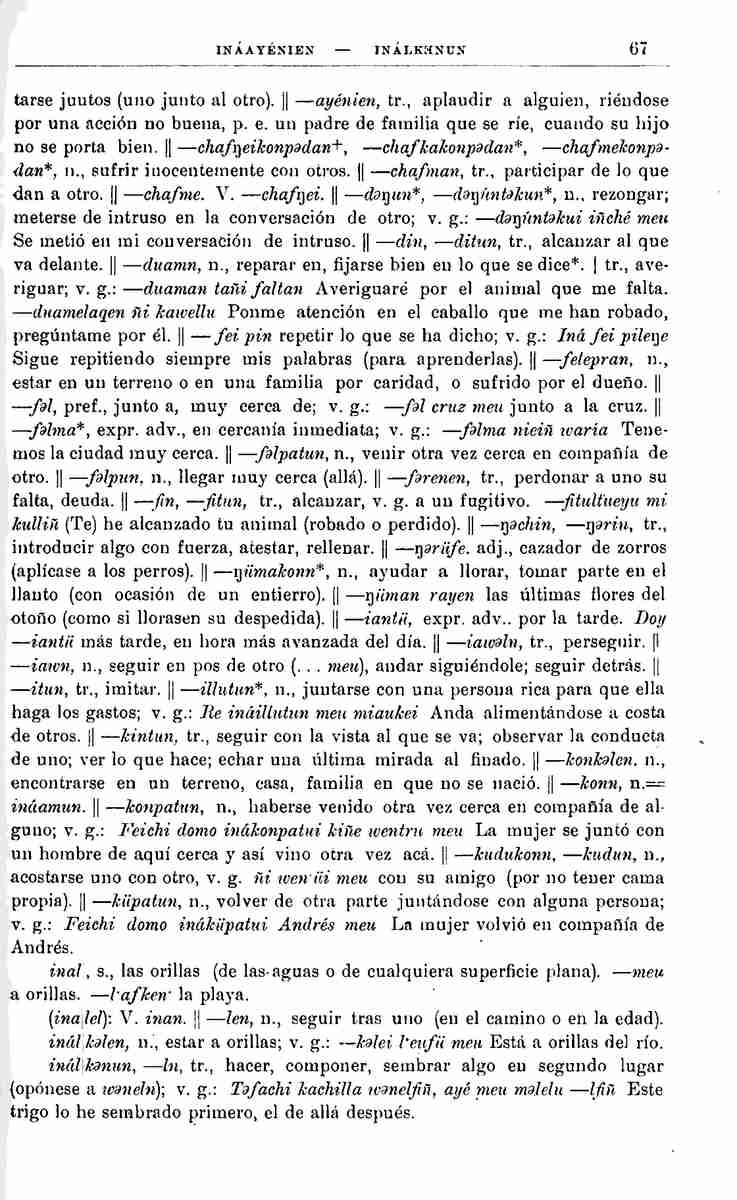 INÁAYÉNIEN — INÁLKƏNUN 67
tarse juntos (uno junto al otro). || —ayénien, tr., aplaudir a alguien, riéndose
por una acción no buena, p. e. un padre de familia que se ríe, cuando su hijo
no se porta bien. || —chafŋeikonpədan+, —chafkakonpədan*, —chafmekonpə-
dan*, n., sufrir inocentemente con otros. || —chafman, tr., participar de lo que
dan a otro. || —chafme. V. —chafŋei. || —dəŋun*, —dəŋúntəkun*, n., rezongar;
meterse de intruso en la conversación de otro; v. g.: —dəŋúntəkui iñché meu
Se metió en mi conversación de intruso. || —din, —ditun, tr., alcanzar al que
va delante. || —duamn, n., reparar en, fijarse bien en lo que se dice*. | tr., ave-
riguar; v. g.: —duaman tañi faltan Averiguaré por el animal que me falta.
—duamelaqen ñi kawellu Ponme atención en el caballo que me han robado,
pregúntame por él. || —fei pin repetir lo que se ha dicho; v. g.: Iná fei pileŋe
Sigue repitiendo siempre mis palabras (para aprenderlas). || —felepran, n.,
estar en un terreno o en una familia por caridad, o sufrido por el dueño. ||
—fəl, pref., junto a, muy cerca de; v. g.: —fəl cruz meu junto a la cruz. ||
—fəlma*, expr. adv., en cercanía inmediata; v. g.: —fəlma nieiñ waria Tene-
mos la ciudad muy cerca. || —fəlpatun, n., venir otra vez cerca en compañía de
otro. || —fəlpun, n., llegar muy cerca (allá). || —fərenen, tr., perdonar a uno su
falta, deuda. || —fin, —fitun, tr., alcanzar, v. g. a un fugitivo. —fitultueyu mi
kulliñ (Te) he alcanzado tu animal (robado o perdido). || —ŋəchin, —ŋərin, tr.,
introducir algo con fuerza, atestar, rellenar. || —ŋərüfe. adj., cazador de zorros
(aplícase a los perros). || —ŋümakonn*, n., ayudar a llorar, tomar parte en el
llanto (con ocasión de un entierro). || —ŋüman rayen las últimas flores del
otoño (como si llorasen su despedida). || —iantü, expr. adv.. por la tarde. Doy
—iantü más tarde, en hora más avanzada del día. || —iawəln, tr., perseguir. ||
—iawn, n., seguir en pos de otro (. . . meu), andar siguiéndole; seguir detrás. ||
—itun, tr., imitar. || —illutun*, n., juntarse con una persona rica para que ella
haga los gastos; v. g.: Re ináillutun meu miaukei Anda alimentándose a costa
de otros. || —kintun, tr., seguir con la vista al que se va; observar la conducta
de uno; ver lo que hace; echar una última mirada al finado. || —konkəlen. n.,
encontrarse en un terreno, casa, familia en que no se nació. || —konn, n.==
ináamun. || —konpatun, n., haberse venido otra vez cerca en compañía de al-
guno; v. g.: Feichi domo inákonpatui kiñe wentru meu La mujer se juntó con
un hombre de aquí cerca y así vino otra vez acá. || —kudukonn, —kudun, n.,
acostarse uno con otro, v. g. ñi wen·üi meu con su amigo (por no tener cama
propia). || —küpatun, n., volver de otra parte juntándose con alguna persona;
v. g.: Feichi domo ináküpatui Andrés meu La mujer volvió en compañía de
Andrés.
inal, s., las orillas (de las aguas o de cualquiera superficie plana). —meu
a orillas. —l·afken· la playa.
(ina|lel): V. inan. || —len, n., seguir tras uno (en el camino o en la edad).
inál|kəlen, n., estar a orillas; v. g.: —kəlei l·eufü meu Está a orillas del río.
inál|kənun, —ln, tr., hacer, componer, sembrar algo en segundo lugar
(opónese a wəneln); v. g.: Təfachi kachilla wənelfiñ, ayé meu məlelu —lfiñ Este
trigo lo he sembrado primero, el de allá después.